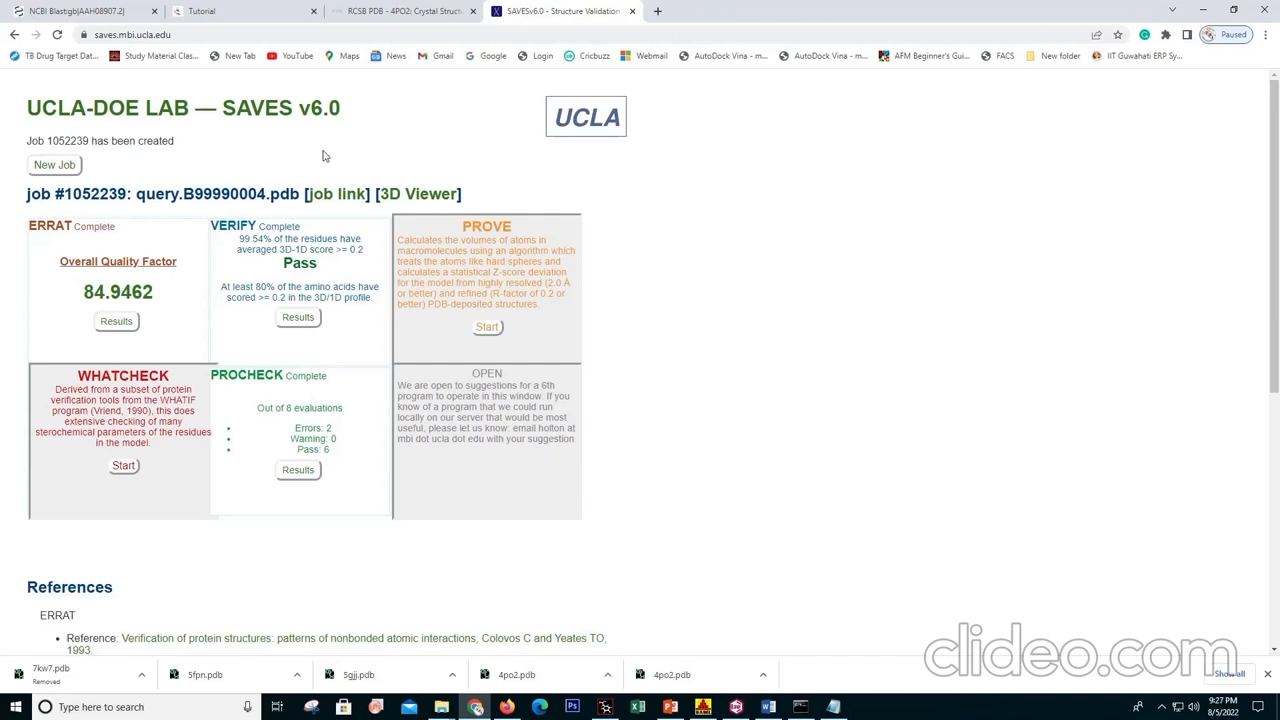 NCBI Blast:gb|AAH08907.2|
Tutorial
RCSB PDB - 4PO2: Crystal Struct
SAVESv6.0 - Structure Validation
saves.mbi.ucla.edu
Paused
TB Drug Target Dat...
Study Material Clas...
New Tab
YouTube
Maps
News
Gmail
Google
Login
Cricbuzz
Webmail
AutoDock Vina - m...
AutoDock Vina - m...
AFM Beginner's Gui...
FACS
New folder
IIT Guwahati ERP Sy...
UCLA-DOE LAB — SAVES v6.0
UCLA
Job 1052239 has been created
New Job
job #1052239: query.B99990004.pdb [job link] [3D Viewer]
ERRAT Complete
Overall Quality Factor
84.9462
Results
VERIFY Complete
99.54% of the residues have
averaged 3D-1D score >= 0.2
Pass
At least 80% of the amino acids have
scored >= 0.2 in the 3D/1D profile.
Results
PROVE
Calculates the volumes of atoms in
macromolecules using an algorithm which
treats the atoms like hard spheres and
calculates a statistical Z-score deviation
for the model from highly resolved (2.0 Å
or better) and refined (R-factor of 0.2 or
better) PDB-deposited structures.
Start
WHATCHECK
Derived from a subset of protein
verification tools from the WHATIF
program (Vriend, 1990), this does
extensive checking of many
sterochemical parameters of the residues
in the model.
Start
PROCHECK Complete
Out of 8 evaluations
Errors: 2
Warning: 0
Pass: 6
Results
OPEN
We are open to suggestions for a 6th
program to operate in this window. If you
know of a program that we could run
locally on our server that would be most
useful, please let us know: email holton at
mbi dot ucla dot edu with your suggestion
References
ERRAT
Reference: Verification of protein structures: patterns of nonbonded atomic interactions, Colovos C and Yeates TO,
1993.
clideo.com
7kw7.pdb
Removed
5fpn.pdb
5gjj.pdb
4po2.pdb
4po2.pdb
Show all
Type here to search
9:27 PM
8/5/2022